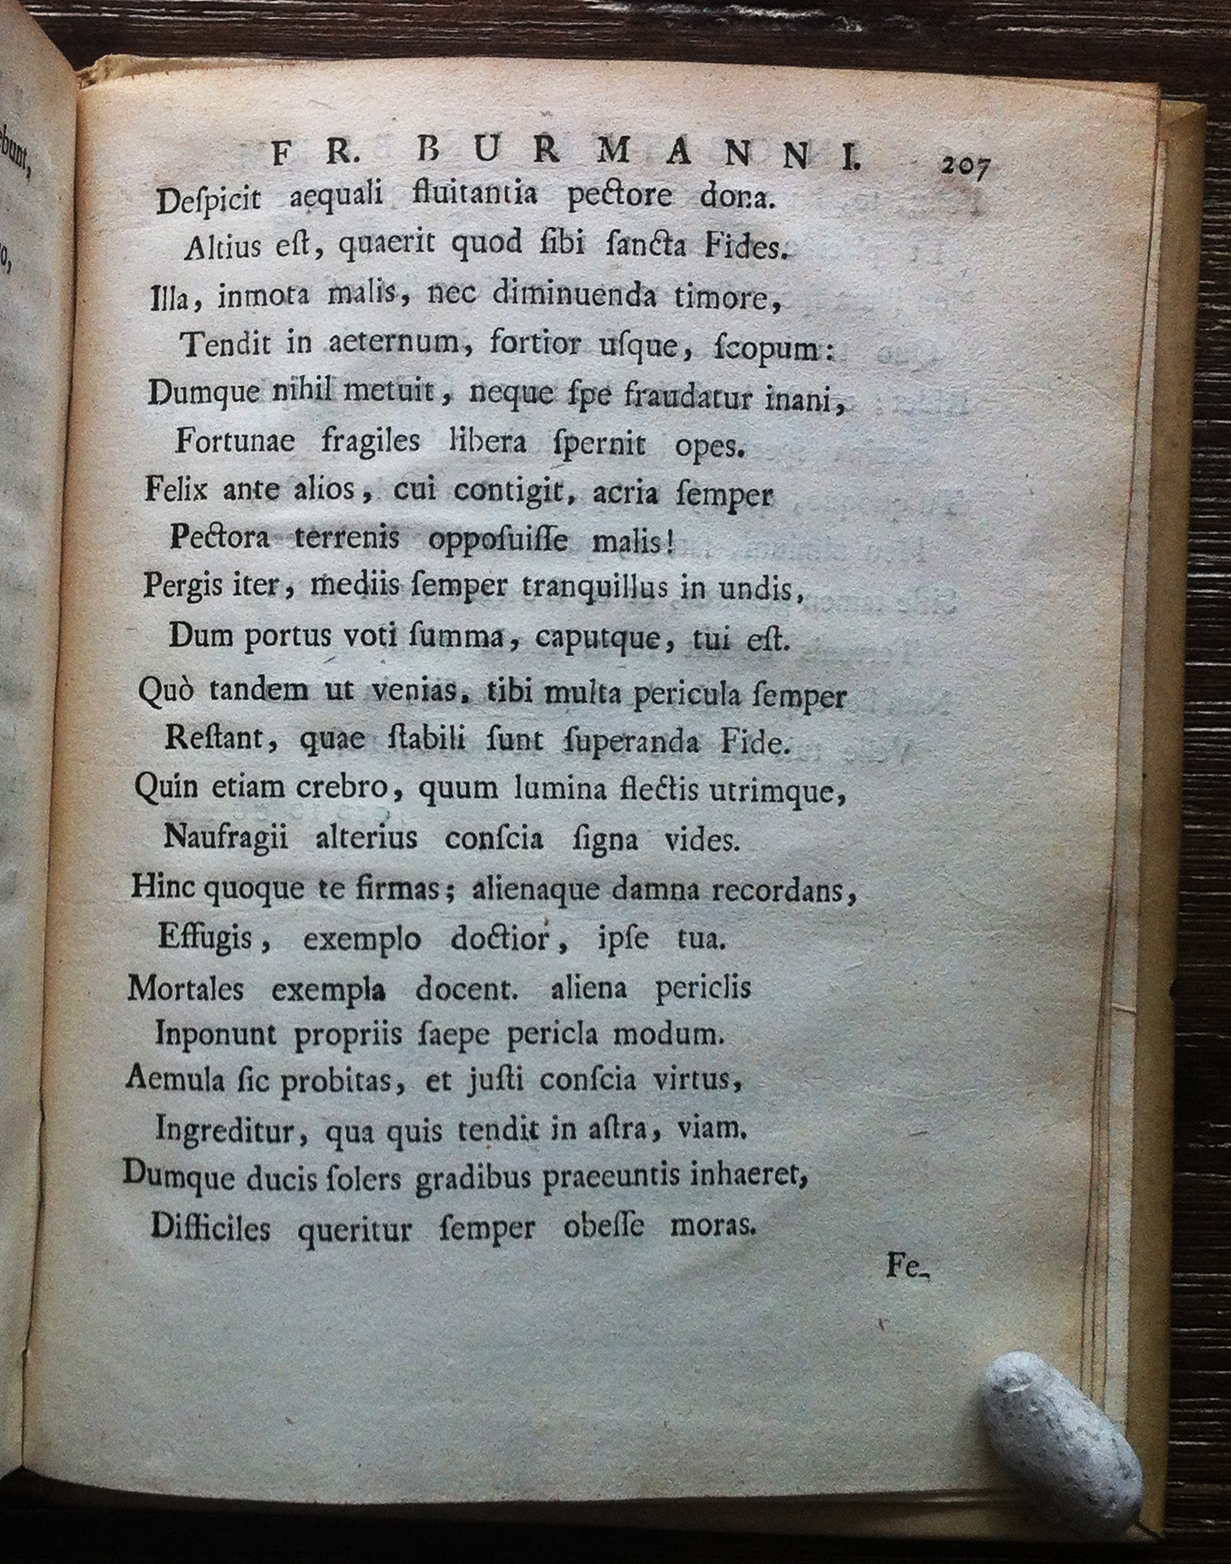 ebunt,
o,
FR. BURMANNI. 207
Deſpicit aequali fluitantia pectore dona.
Altius eſt, quaerit quod ſibi ſancta Fides.
Illa, inmota malis, nec diminuenda timore,
Tendit in aeternum, fortior uſque, ſcopum:
Dumque nihil metuit, neque ſpe fraudatur inani,
Fortunae fragiles libera ſpernit opes.
Felix ante alios, cui contigit, acria ſemper
Pectora terrenis oppoſuiſſe malis!
Pergis iter, mediis ſemper tranquillus in undis,
Dum portus voti ſumma, caputque, tui eſt.
Quò tandem ut venias, tibi multa pericula ſemper
Reſtant, quae ſtabili ſunt ſuperanda Fide.
Quin etiam crebro, quum lumina flectis utrimque,
Naufragii alterius conſcia ſigna vides.
Hinc quoque te firmas; alienaque damna recordans,
Effugis, exemplo doctior, ipſe tua.
Mortales exempla docent. aliena periclis
Inponunt propriis ſaepe pericla modum.
Aemula ſic probitas, et juſti conſcia virtus,
Ingreditur, qua quis tendit in aſtra, viam.
Dumque ducis ſolers gradibus praeeuntis inhaeret,
Difficiles queritur ſemper obeſſe moras.
Fe-